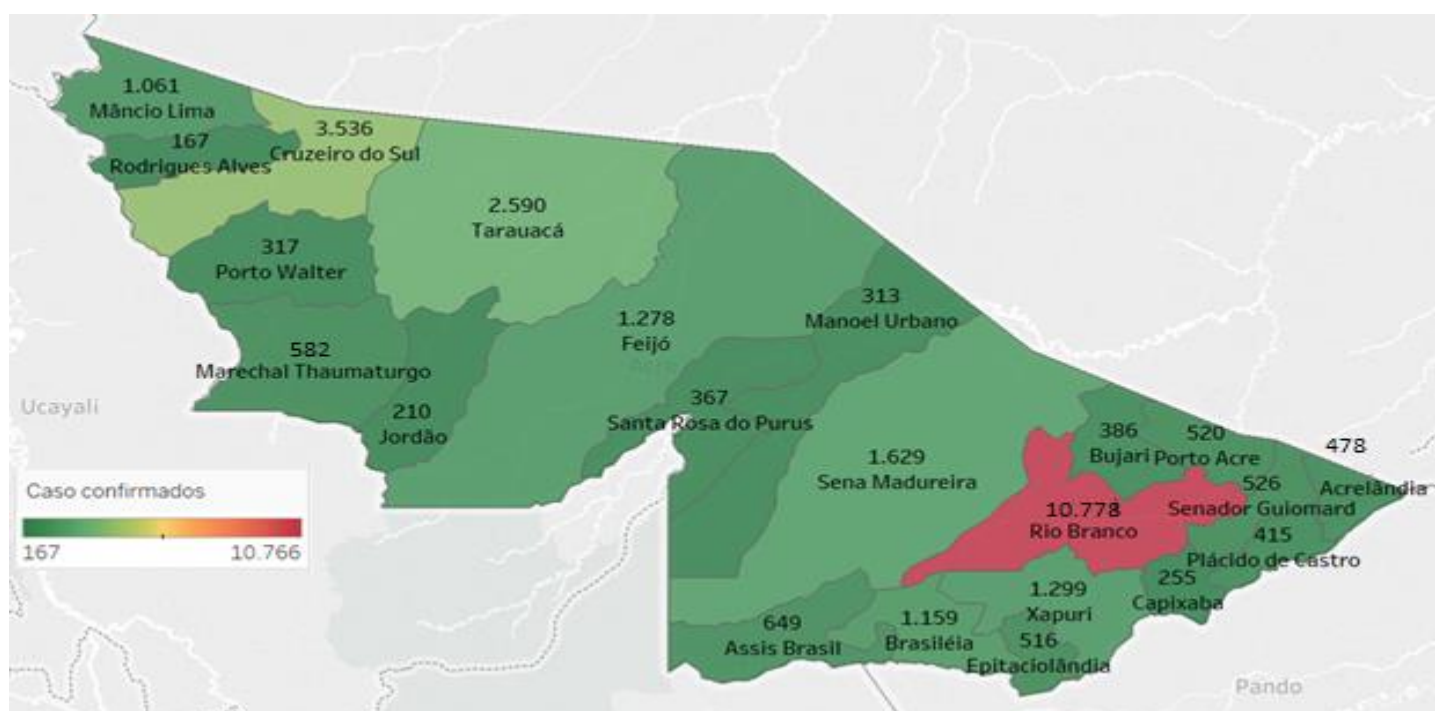 1.061
Mâncio Lima
167
Rodrigues Alves
3.536
Cruzeiro do Sul
2.590
Tarauacá
317
Porto Walter
582
Marechal Thaumaturgo
210
Jordão
1.278
Feijó
313
Manoel Urbano
367
Santa Rosa do Purus
1.629
Sena Madureira
386
Bujari
520
Porto Acre
478
Acrelândia
526
Senador Guiomard
10.778
Rio Branco
415
Plácido de Castro
255
Capixaba
1.299
Xapuri
649
Assis Brasil
1.159
Brasiléia
516
Epitaciolândia
Ucayali
Pando
Caso confirmados
167 10.766